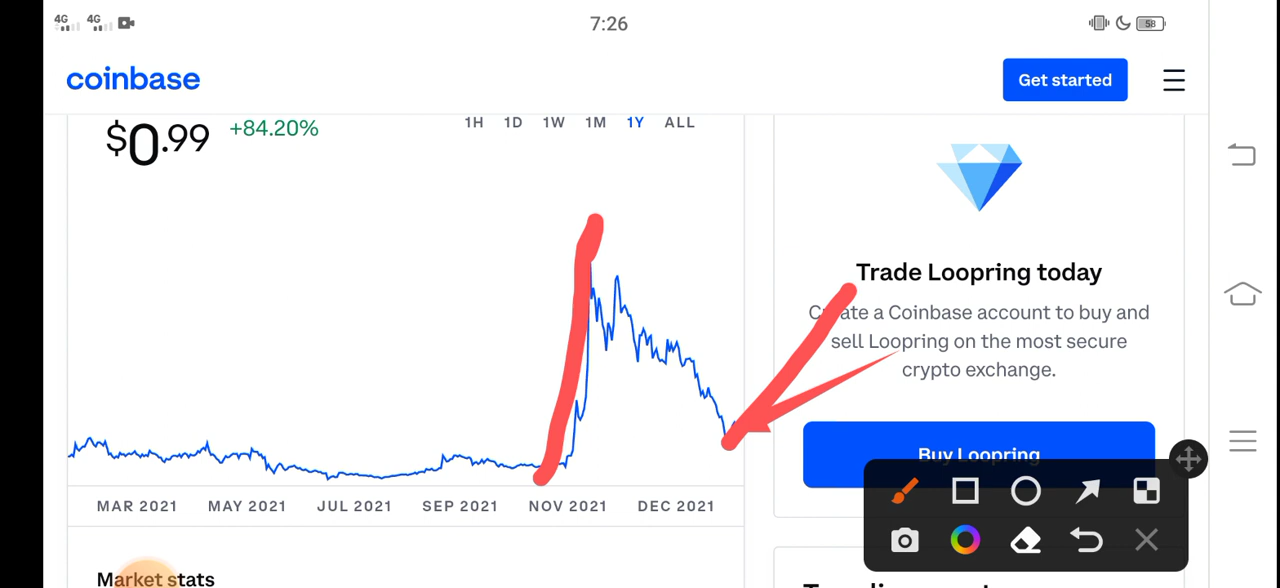 4G 4G 7:26 58
coinbase Get started
$0.99 +84.20% 1H 1D 1W 1M 1Y ALL
Trade Loopring today
Create a Coinbase account to buy and
sell Loopring on the most secure
crypto exchange.
Buy Loopring
MAR 2021 MAY 2021 JUL 2021 SEP 2021 NOV 2021 DEC 2021
Market stats